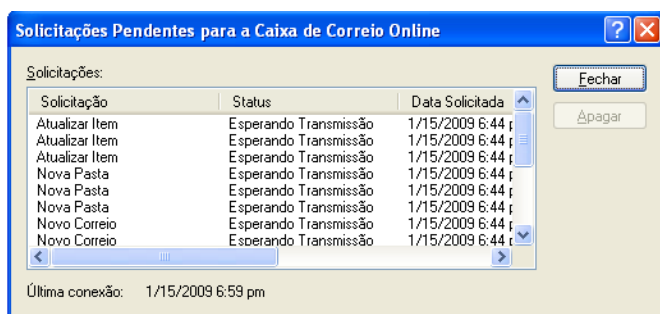 Solicitações Pendentes para a Caixa de Correio Online
Solicitações:
Fechar
Solicitação Status Data Solicitada
Apagar
Atualizar Item Esperando Transmissão 1/15/2009 6:44 p
Atualizar Item Esperando Transmissão 1/15/2009 6:44 p
Atualizar Item Esperando Transmissão 1/15/2009 6:44 p
Nova Pasta Esperando Transmissão 1/15/2009 6:44 p
Nova Pasta Esperando Transmissão 1/15/2009 6:44 p
Nova Pasta Esperando Transmissão 1/15/2009 6:44 p
Novo Correio Esperando Transmissão 1/15/2009 6:44 p
Novo Correio Esperando Transmissão 1/15/2009 6:44 p
Última conexão: 1/15/2009 6:59 pm